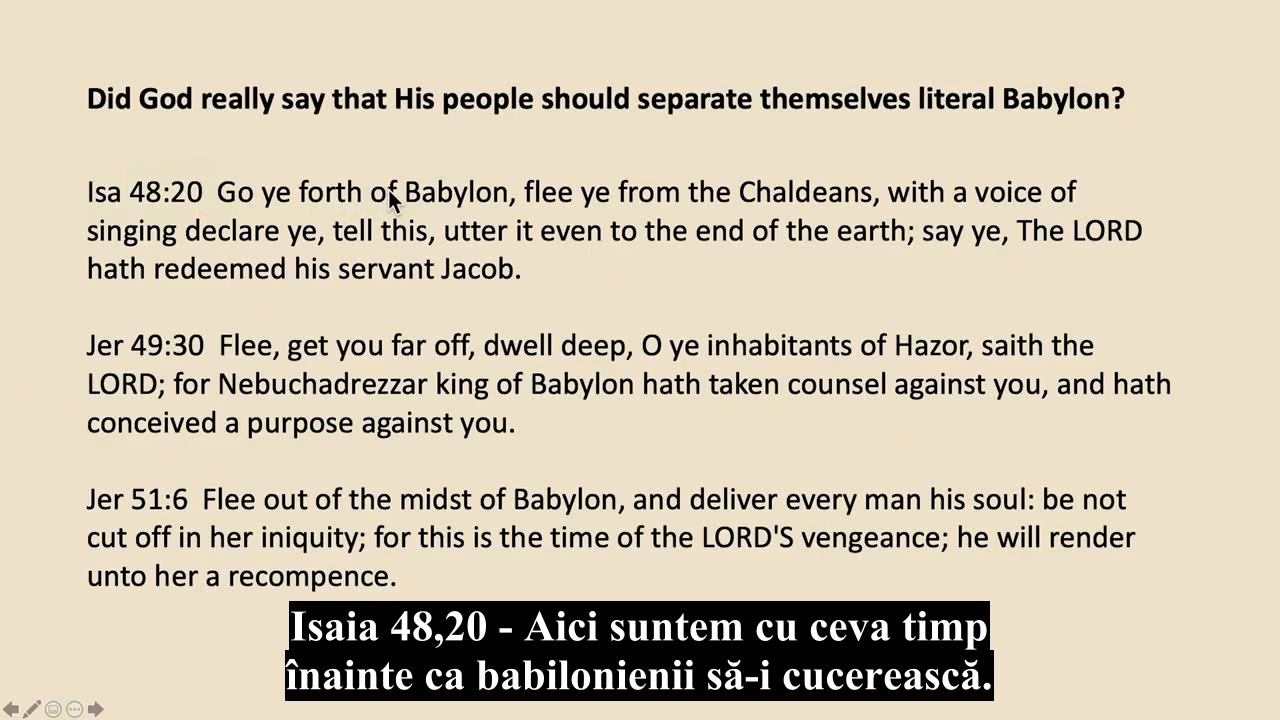 Did God really say that His people should separate themselves literal Babylon?
Isa 48:20  Go ye forth of Babylon, flee ye from the Chaldeans, with a voice of
singing declare ye, tell this, utter it even to the end of the earth; say ye, The LORD
hath redeemed his servant Jacob.
Jer 49:30  Flee, get you far off, dwell deep, O ye inhabitants of Hazor, saith the
LORD; for Nebuchadrezzar king of Babylon hath taken counsel against you, and hath
conceived a purpose against you.
Jer 51:6  Flee out of the midst of Babylon, and deliver every man his soul: be not
cut off in her iniquity; for this is the time of the LORD'S vengeance; he will render
unto her a recompence.
Isaia 48,20 - Aici suntem cu ceva timp
înainte ca babilonienii să-i cucerească.